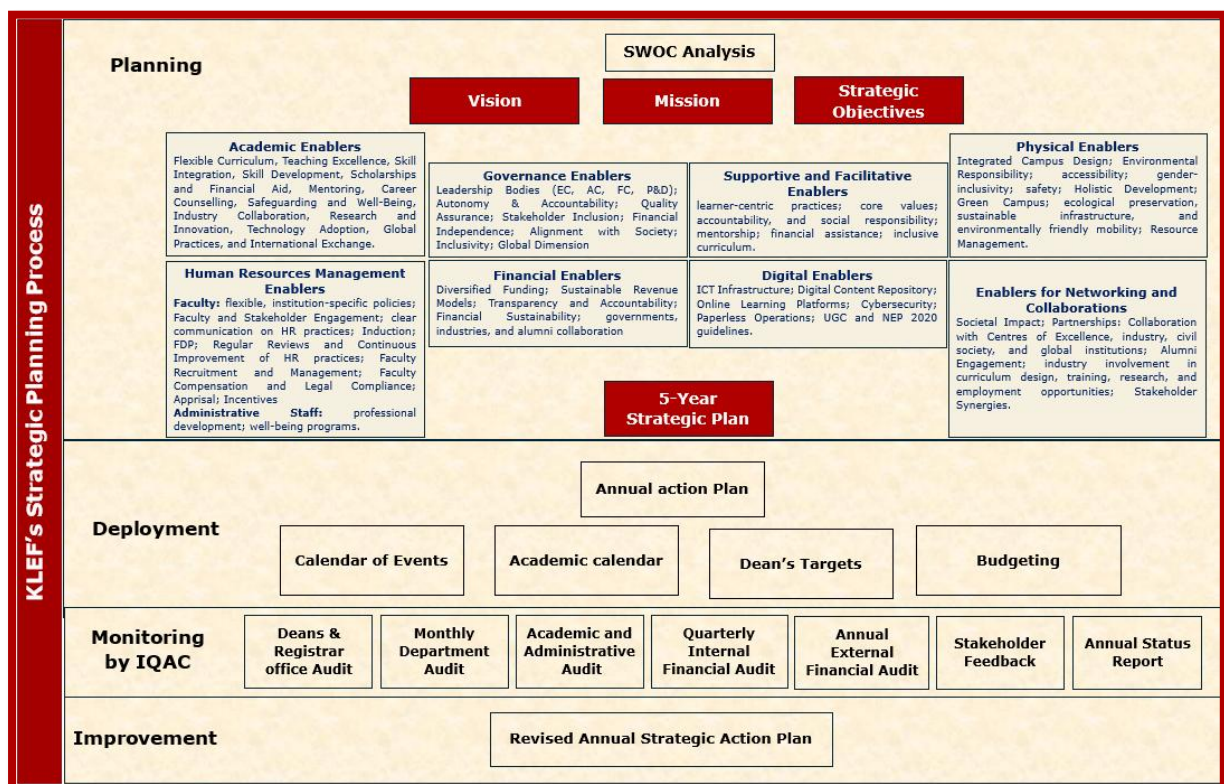 KLEF's Strategic Planning Process
Planning
SWOC Analysis
Vision
Mission
Strategic
Objectives
Academic Enablers
Flexible Curriculum, Teaching Excellence, Skill
Integration, Skill Development, Scholarships
and Financial Aid, Mentoring, Career
Counselling, Safeguarding and Well-Being,
Industry Collaboration, Research and
Innovation, Technology Adoption, Global
Practices, and International Exchange.
Governance Enablers
Leadership Bodies (EC, AC, FC, P&D);
Autonomy & Accountability; Quality
Assurance; Stakeholder Inclusion; Financial
Independence; Alignment with Society;
Inclusivity; Global Dimension
Supportive and Facilitative
Enablers
learner-centric practices; core values;
accountability, and social responsibility;
mentorship; financial assistance; inclusive
curriculum.
Physical Enablers
Integrated Campus Design; Environmental
Responsibility; accessibility; gender-
inclusivity; safety; Holistic Development;
Green Campus; ecological preservation,
sustainable infrastructure, and
environmentally friendly mobility; Resource
Management.
Human Resources Management
Enablers
Faculty: flexible, institution-specific policies;
Faculty and Stakeholder Engagement; clear
communication on HR practices; Induction;
FDP; Regular Reviews and Continuous
Improvement of HR practices; Faculty
Recruitment and Management; Faculty
Compensation and Legal Compliance;
Apprisal; Incentives
Administrative Staff: professional
development; well-being programs.
Financial Enablers
Diversified Funding; Sustainable Revenue
Models; Transparency and Accountability;
Financial Sustainability; governments,
industries, and alumni collaboration
Digital Enablers
ICT Infrastructure; Digital Content Repository;
Online Learning Platforms; Cybersecurity;
Paperless Operations; UGC and NEP 2020
guidelines.
Enablers for Networking and
Collaborations
Societal Impact; Partnerships: Collaboration
with Centres of Excellence, industry, civil
society, and global institutions; Alumni
Engagement; industry involvement in
curriculum design, training, research, and
employment opportunities; Stakeholder
Synergies.
5-Year
Strategic Plan
Deployment
Annual action Plan
Calendar of Events
Academic calendar
Dean's Targets
Budgeting
Monitoring
by IQAC
Deans &
Registrar
office Audit
Monthly
Department
Audit
Academic and
Administrative
Audit
Quarterly
Internal
Financial Audit
Annual
External
Financial Audit
Stakeholder
Feedback
Annual Status
Report
Improvement
Revised Annual Strategic Action Plan